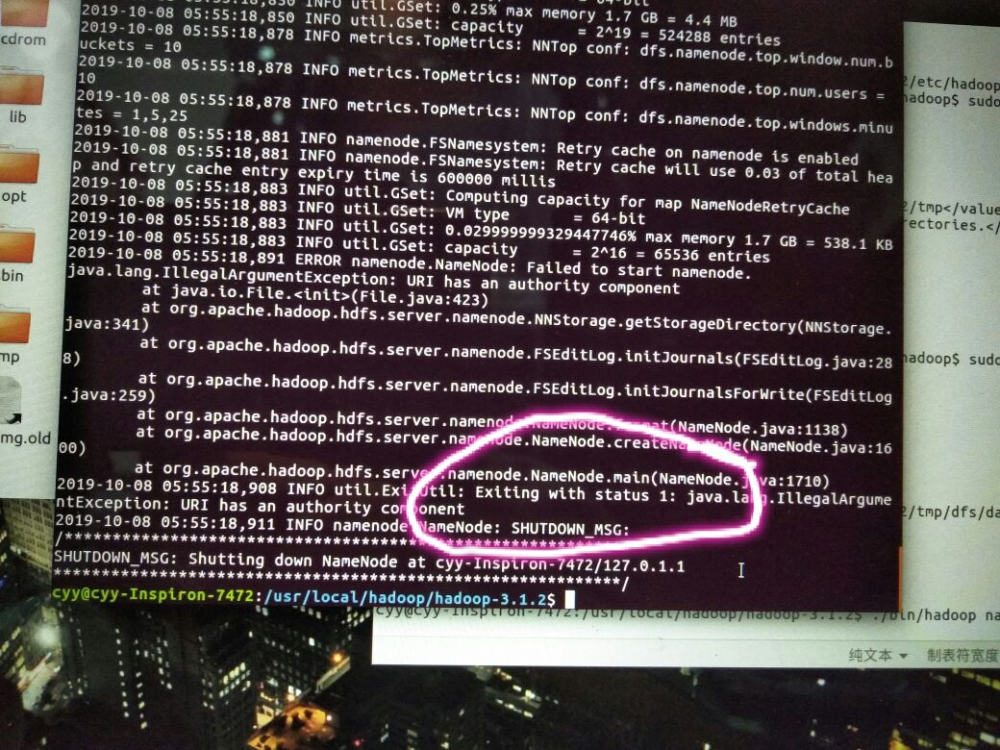 cdrom
lib
opt
bin
mg.old
2019-10-08 05:55:18,850 INFO util.GSet: 0.25% max memory 1.7 GB = 4.4 MB
2019-10-08 05:55:18,850 INFO util.GSet: capacity = 2^19 = 524288 entries
2019-10-08 05:55:18,878 INFO metrics.TopMetrics: NNTop conf: dfs.namenode.top.window.num.b
uckets = 10
2019-10-08 05:55:18,878 INFO metrics.TopMetrics: NNTop conf: dfs.namenode.top.num.users =
10
2019-10-08 05:55:18,878 INFO metrics.TopMetrics: NNTop conf: dfs.namenode.top.windows.minu
tes = 1,5,25
2019-10-08 05:55:18,881 INFO namenode.FSNamesystem: Retry cache on namenode is enabled
2019-10-08 05:55:18,881 INFO namenode.FSNamesystem: Retry cache will use 0.03 of total hea
p and retry cache entry expiry time is 600000 millis
2019-10-08 05:55:18,883 INFO util.GSet: Computing capacity for map NameNodeRetryCache
2019-10-08 05:55:18,883 INFO util.GSet: VM type = 64-bit
2019-10-08 05:55:18,883 INFO util.GSet: 0.029999999329447746% max memory 1.7 GB = 538.1 KB
2019-10-08 05:55:18,883 INFO util.GSet: capacity = 2^16 = 65536 entries
2019-10-08 05:55:18,891 ERROR namenode.NameNode: Failed to start namenode.
java.lang.IllegalArgumentException: URI has an authority component
at java.io.File.<init>(File.java:423)
at org.apache.hadoop.hdfs.server.namenode.NNStorage.getStorageDirectory(NNStorage.
java:341)
at org.apache.hadoop.hdfs.server.namenode.FSEditLog.initJournals(FSEditLog.java:28
8)
at org.apache.hadoop.hdfs.server.namenode.FSEditLog.initJournalsForWrite(FSEditLog
.java:259)
at org.apache.hadoop.hdfs.server.namenode.NameNode.format(NameNode.java:1138)
at org.apache.hadoop.hdfs.server.namenode.NameNode.createNameNode(NameNode.java:16
00)
at org.apache.hadoop.hdfs.server.namenode.NameNode.main(NameNode.java:1710)
2019-10-08 05:55:18,908 INFO util.ExitUtil: Exiting with status 1: java.lang.IllegalArgume
ntException: URI has an authority component
2019-10-08 05:55:18,911 INFO namenode.NameNode: SHUTDOWN_MSG:
/************************************************************
SHUTDOWN_MSG: Shutting down NameNode at cyy-Inspiron-7472/127.0.1.1
************************************************************/
cyy@cyy-Inspiron-7472:/usr/local/hadoop/hadoop-3.1.2$
2/etc/hadoop
hadoop$ sudo
2/tmp</value
rectories.</
hadoop$ sudo
2/tmp/dfs/da
cyy@cyy-Inspiron-7472:/usr/local/hadoop/hadoop-3.1.2$ ./bin/hadoop na
纯文本 制表符宽度